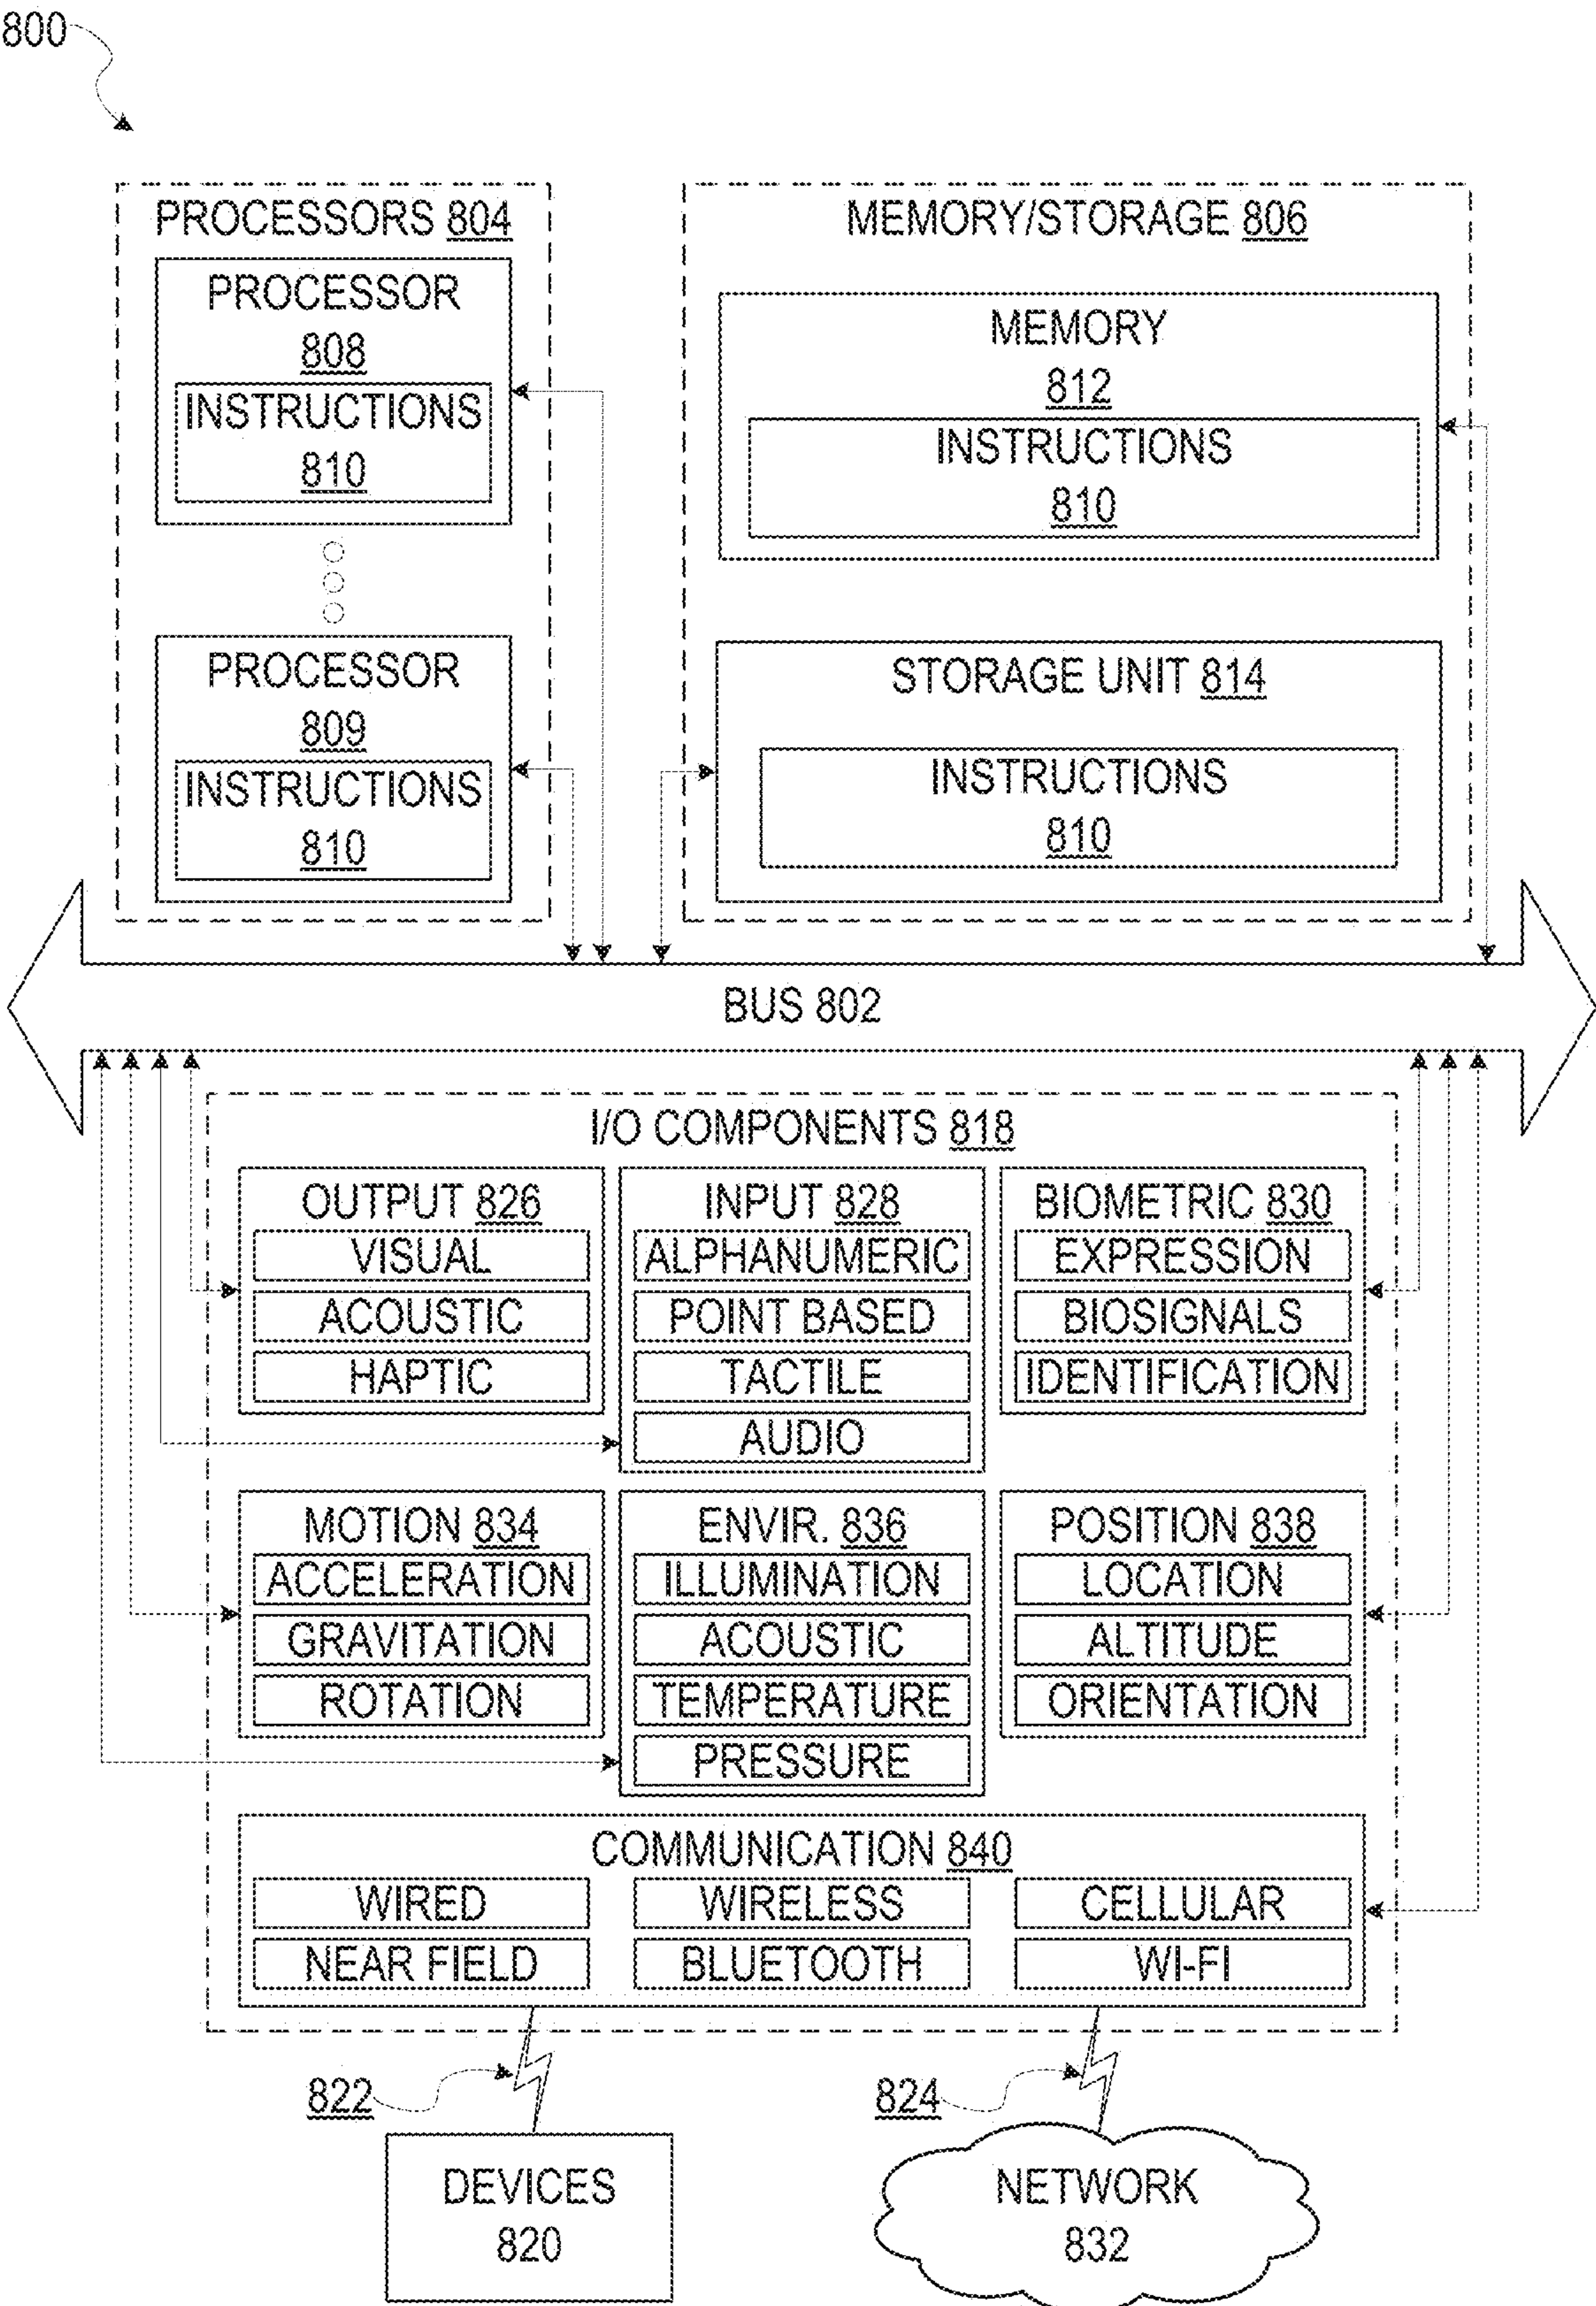 800
PROCESSORS 804
PROCESSOR
808
INSTRUCTIONS
810
PROCESSOR
809
INSTRUCTIONS
810
MEMORY/STORAGE 806
MEMORY
812
INSTRUCTIONS
810
STORAGE UNIT 814
INSTRUCTIONS
810
BUS 802
I/O COMPONENTS 818
OUTPUT 826
VISUAL
ACOUSTIC
HAPTIC
INPUT 828
ALPHANUMERIC
POINT BASED
TACTILE
AUDIO
BIOMETRIC 830
EXPRESSION
BIOSIGNALS
IDENTIFICATION
MOTION 834
ACCELERATION
GRAVITATION
ROTATION
ENVIR. 836
ILLUMINATION
ACOUSTIC
TEMPERATURE
PRESSURE
POSITION 838
LOCATION
ALTITUDE
ORIENTATION
COMMUNICATION 840
WIRED
WIRELESS
CELLULAR
NEAR FIELD
BLUETOOTH
WI-FI
822
824
DEVICES
820
NETWORK
832